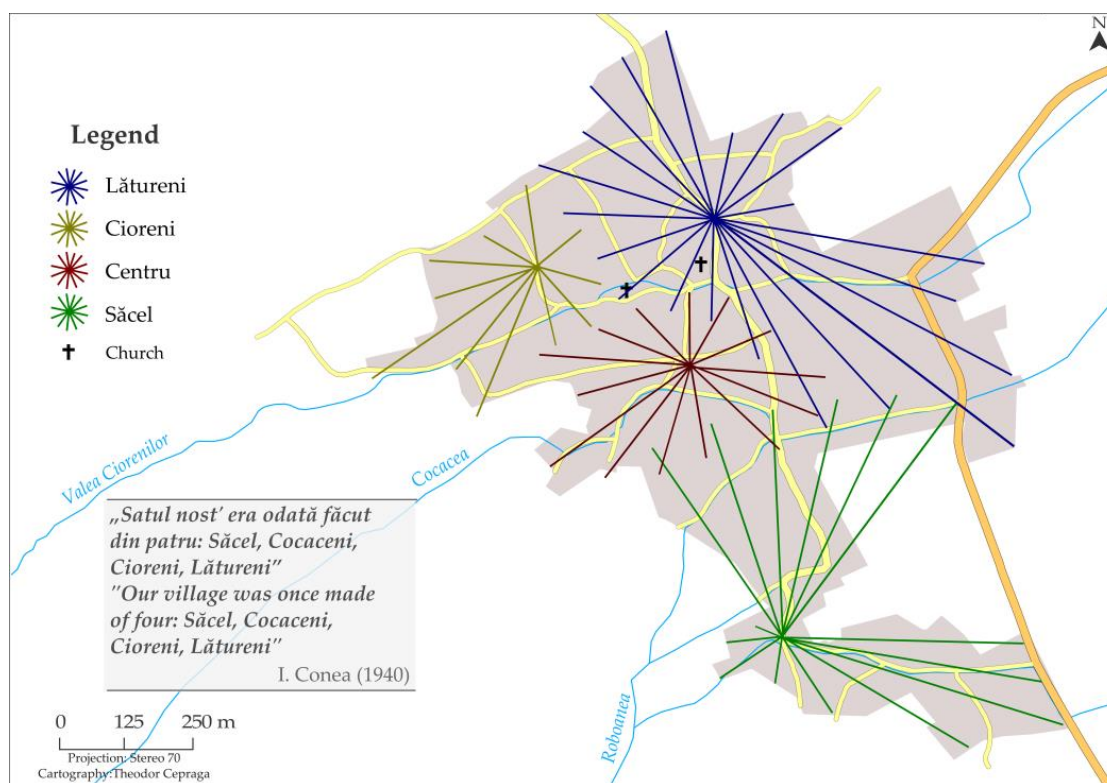 N
Legend
Lătureni
Cioreni
Centru
Săcel
Church
Valea Ciorenilor
Cocacea
„Satul nost' era odată făcut
din patru: Săcel, Cocaceni,
Cioreni, Lătureni”
"Our village was once made
of four: Săcel, Cocaceni,
Cioreni, Lătureni"
I. Conea (1940)
Roboanea
0 125 250 m
Projection: Stereo 70
Cartography:Theodor Cepraga